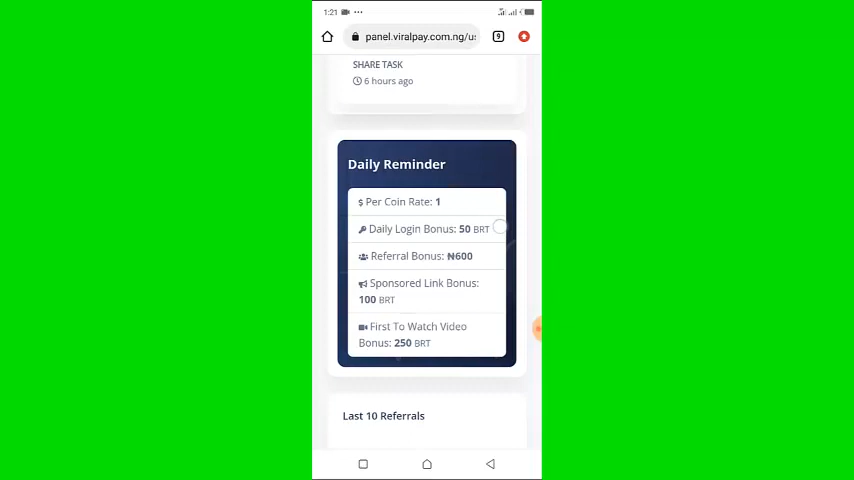 1:21
panel.viralpay.com.ng/u
9
SHARE TASK
6 hours ago
Daily Reminder
$ Per Coin Rate: 1
Daily Login Bonus: 50 BRT
Referral Bonus: ₦600
Sponsored Link Bonus:
100 BRT
First To Watch Video
Bonus: 250 BRT
Last 10 Referrals